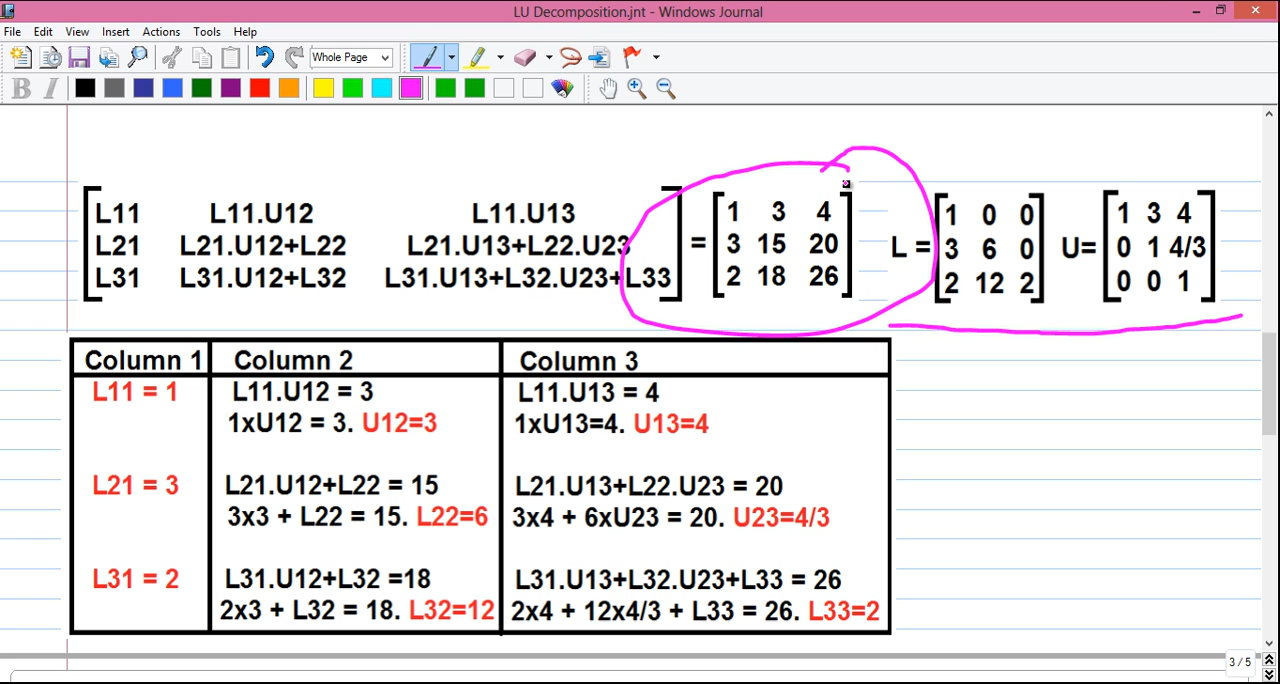 LU Decomposition.jnt - Windows Journal
File Edit View Insert Actions Tools Help
Whole Page
B I
L11 L11.U12 L11.U13
L21 L21.U12+L22 L21.U13+L22.U23
L31 L31.U12+L32 L31.U13+L32.U23+L33
=
1 3 4
3 15 20
2 18 26
L =
1 0 0
3 6 0
2 12 2
U=
1 3 4
0 1 4/3
0 0 1
Column 1 Column 2 Column 3
L11 = 1 L11.U12 = 3 L11.U13 = 4
1xU12 = 3. U12=3 1xU13=4. U13=4
L21 = 3 L21.U12+L22 = 15 L21.U13+L22.U23 = 20
3x3 + L22 = 15. L22=6 3x4 + 6xU23 = 20. U23=4/3
L31 = 2 L31.U12+L32 =18 L31.U13+L32.U23+L33 = 26
2x3 + L32 = 18. L32=12 2x4 + 12x4/3 + L33 = 26. L33=2
3 / 5